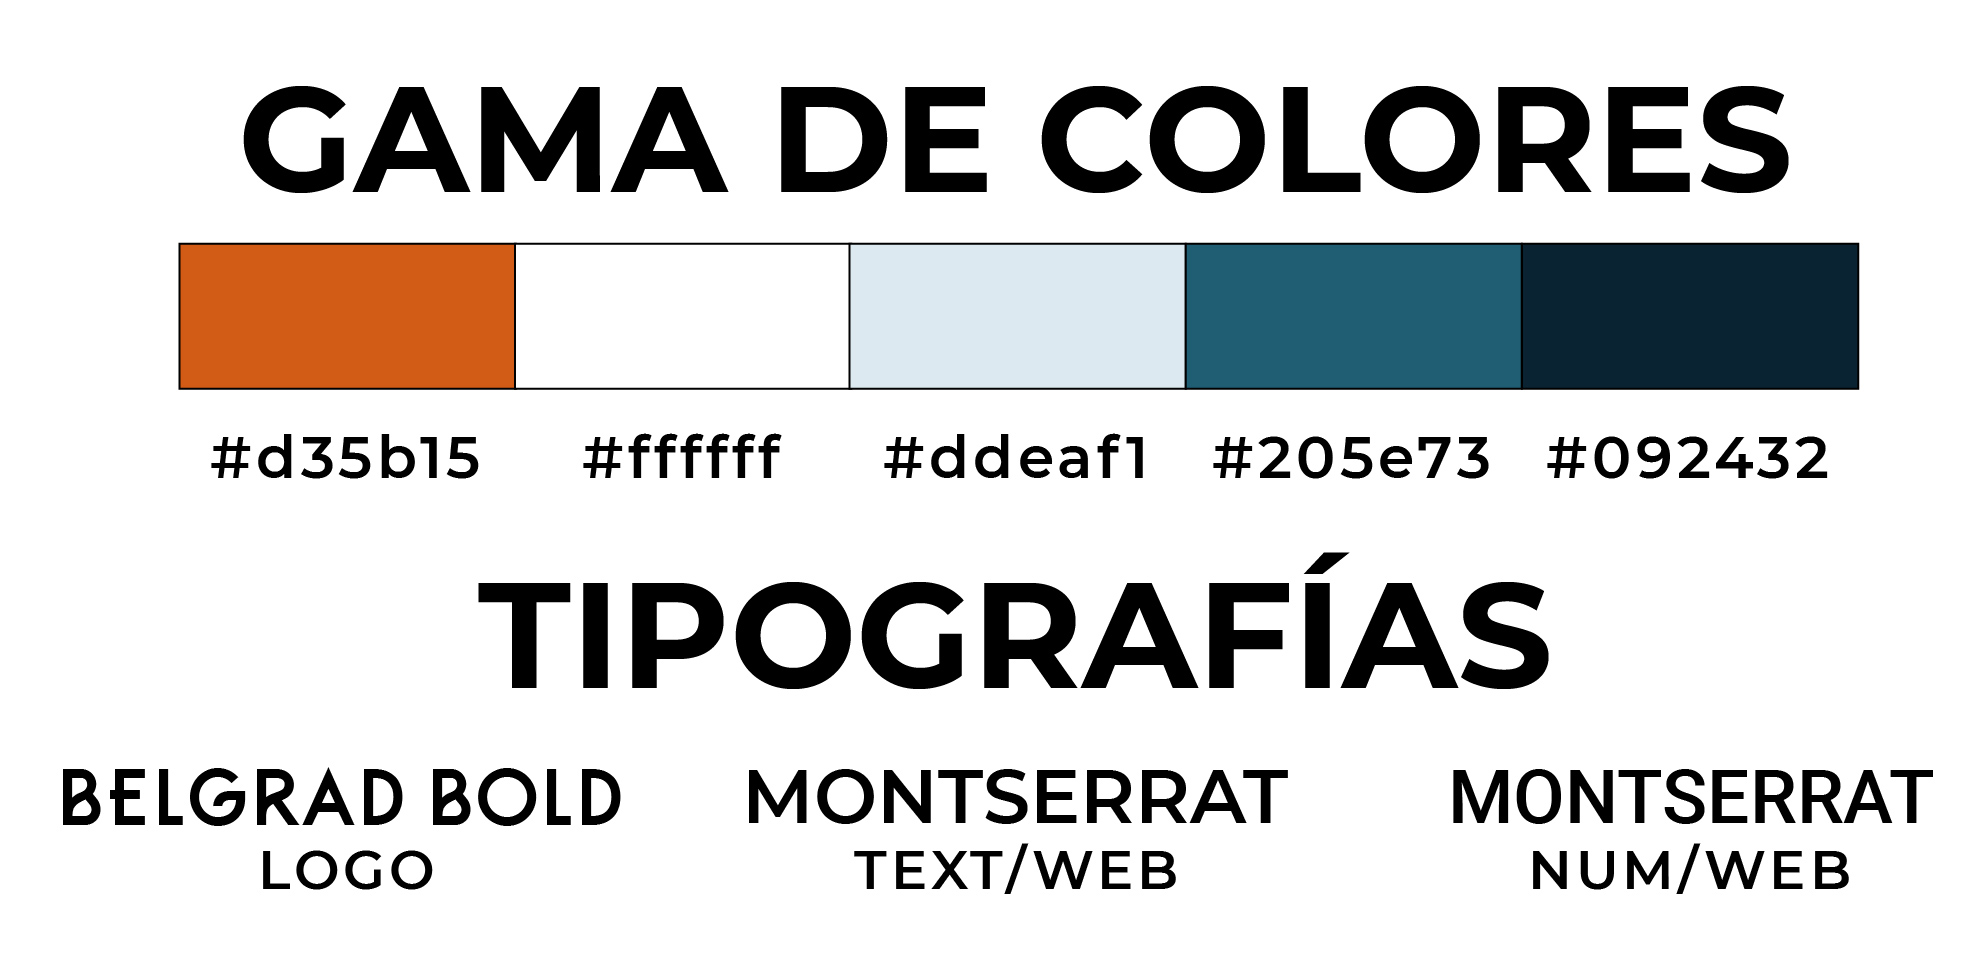 GAMA DE COLORES
#d35b15 #ffffff #ddeaf1 #205e73 #092432
TIPOGRAFÍAS
BELGRAD BOLD MONTSERRAT MONTSERRAT
LOGO TEXT/WEB NUM/WEB